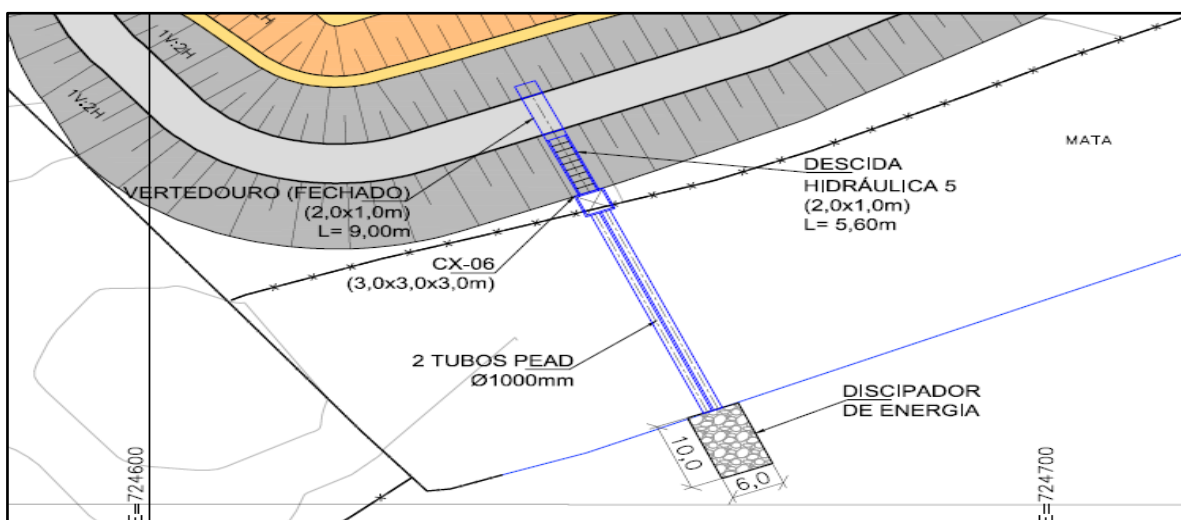 1V:2H
1V:2H
MATA
VERTEDOURO (FECHADO)
(2,0x1,0m)
L= 9,00m
DESCIDA
HIDRÁULICA 5
(2,0x1,0m)
L= 5,60m
CX-06
(3,0x3,0x3,0m)
2 TUBOS PEAD
Ø1000mm
DISCIPADOR
DE ENERGIA
10,0
6,0
E=724600
E=724700